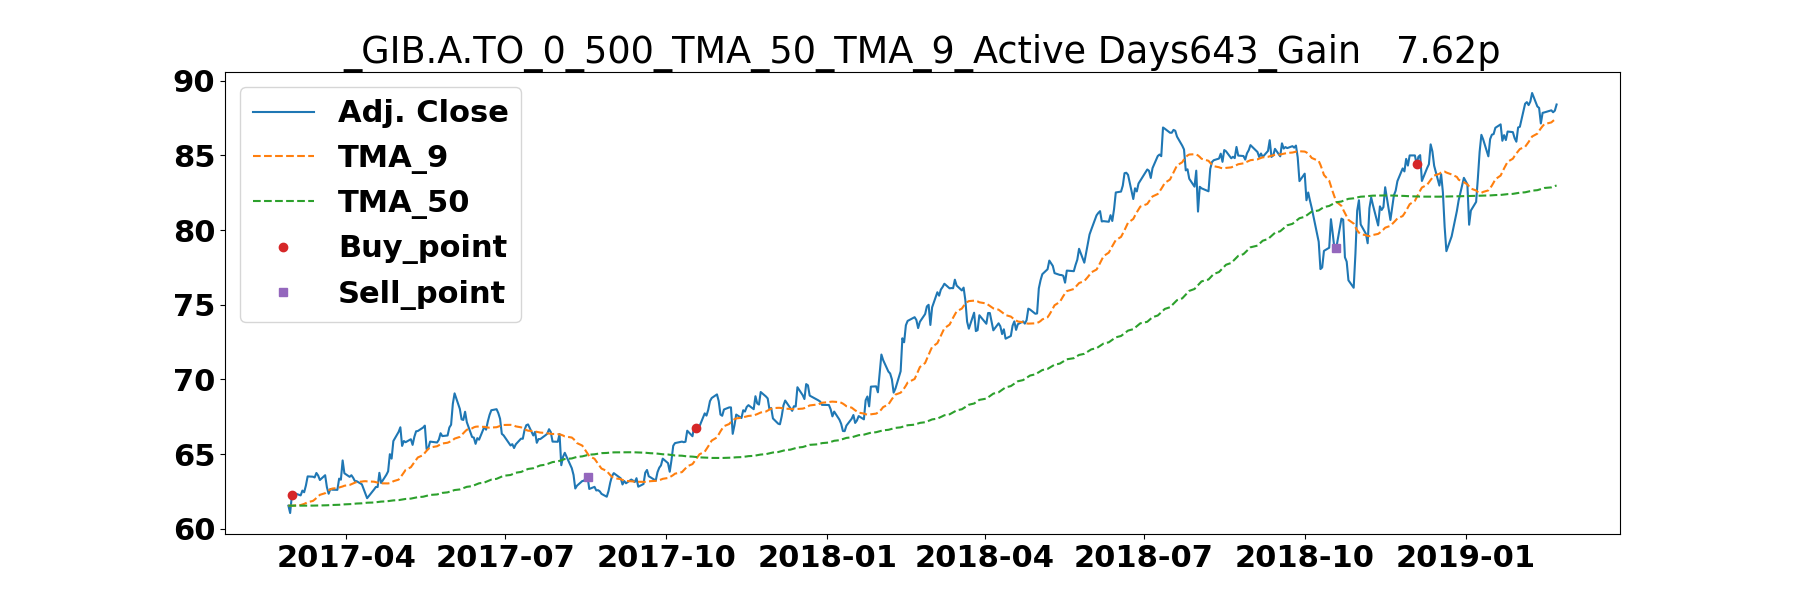 _GIB.A.TO_0_500_TMA_50_TMA_9_Active Days643_Gain   7.62p
90
85
80
75
70
65
60
Adj. Close
TMA_9
TMA_50
Buy_point
Sell_point
2017-04 2017-07 2017-10 2018-01 2018-04 2018-07 2018-10 2019-01